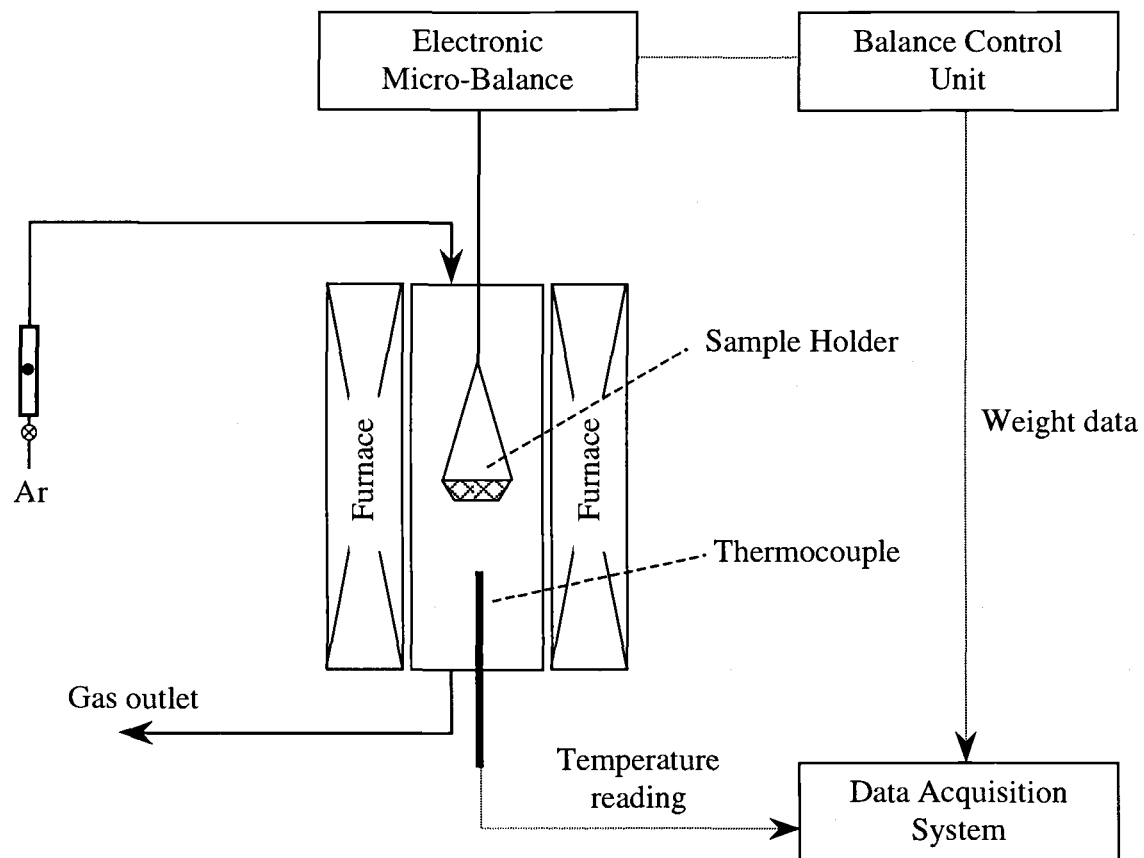 Electronic
Micro-Balance
Balance Control
Unit
Sample Holder
Weight data
Furnace
Furnace
Ar
Thermocouple
Gas outlet
Temperature
reading
Data Acquisition
System